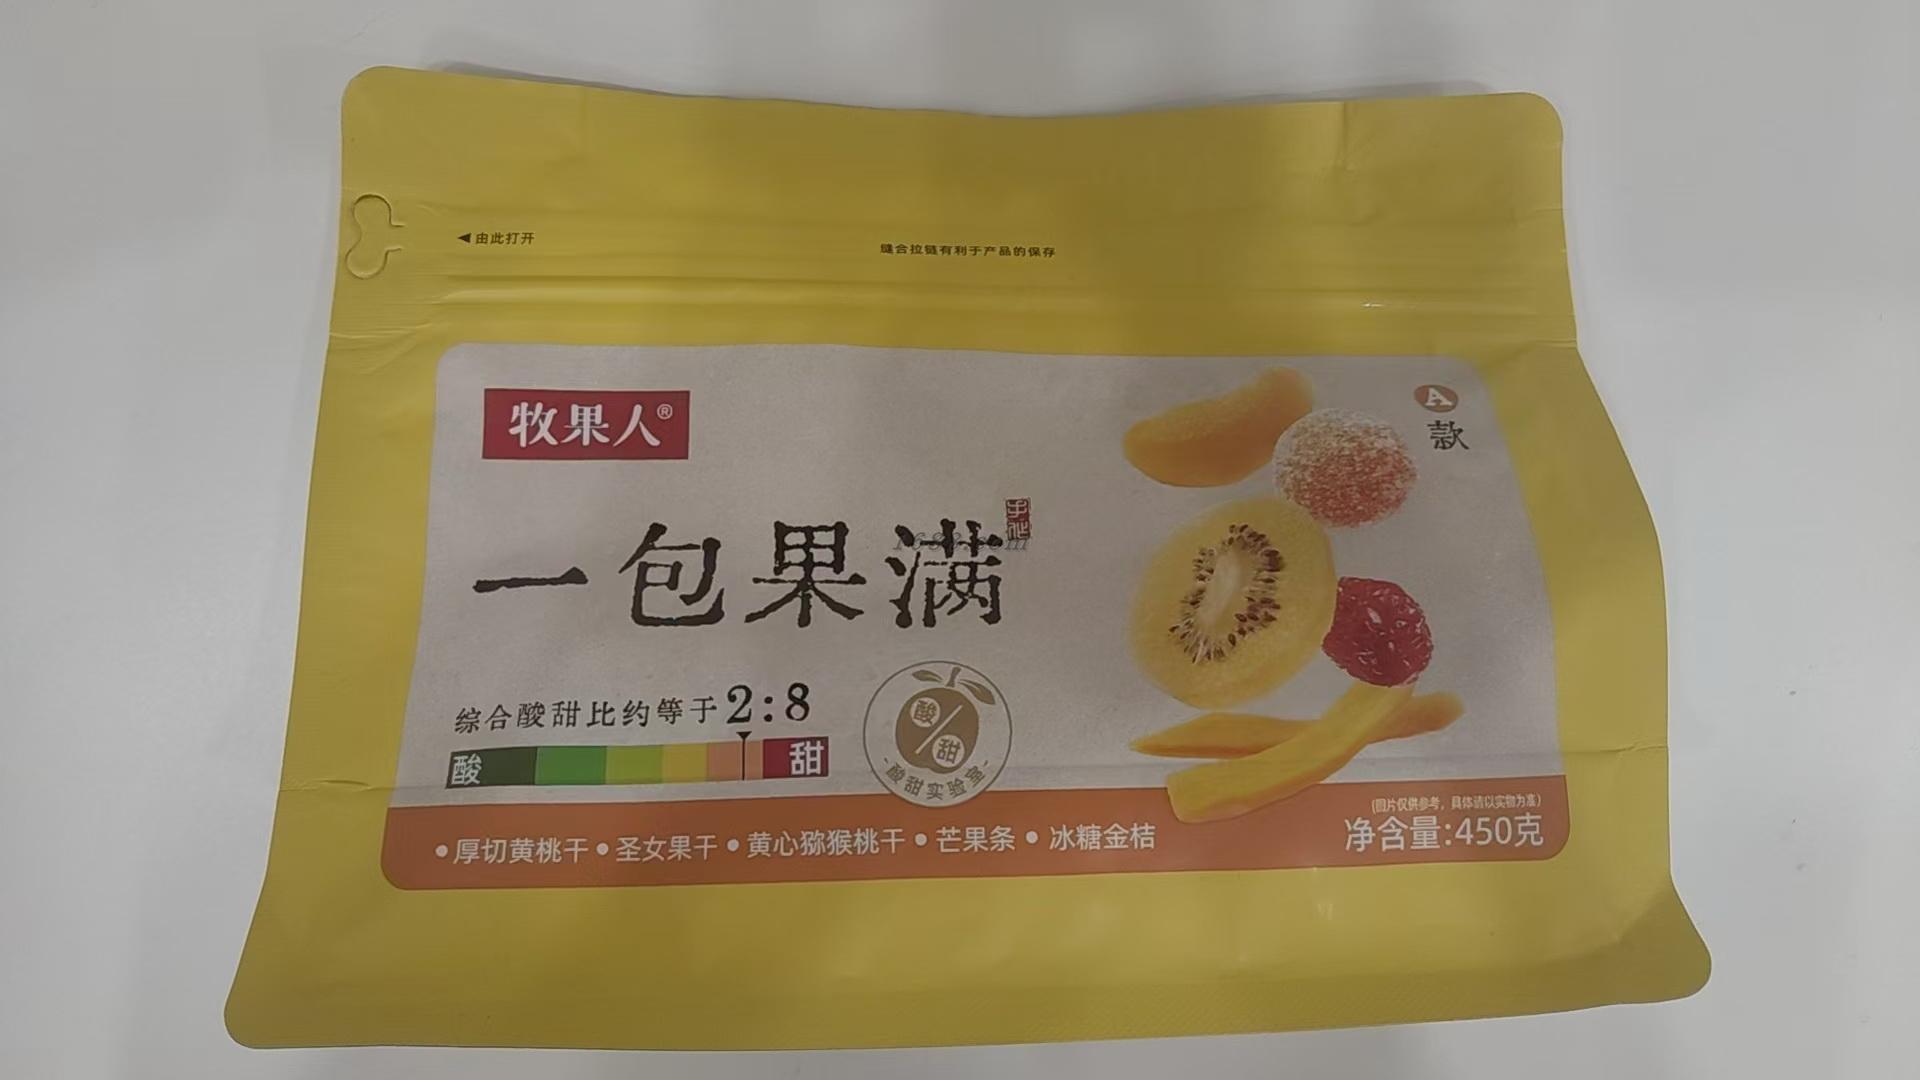 ◀由此打开
缝合拉链有利于产品的保存
牧果人®
A
款
手作
一包果满
1688.com
综合酸甜比约等于2:8
酸 甜
酸/甜
-酸甜实验室-
(图片仅供参考，具体请以实物为准)
•厚切黄桃干•圣女果干•黄心猕猴桃干•芒果条•冰糖金桔
净含量:450克